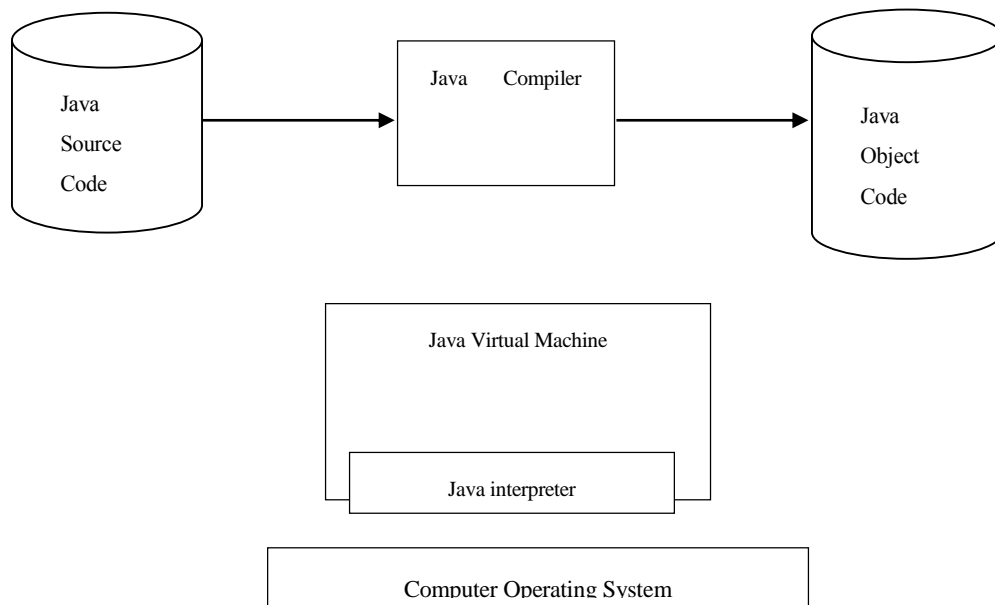 Java
Source
Code
Java Compiler
Java
Object
Code
Java Virtual Machine
Java interpreter
Computer Operating System